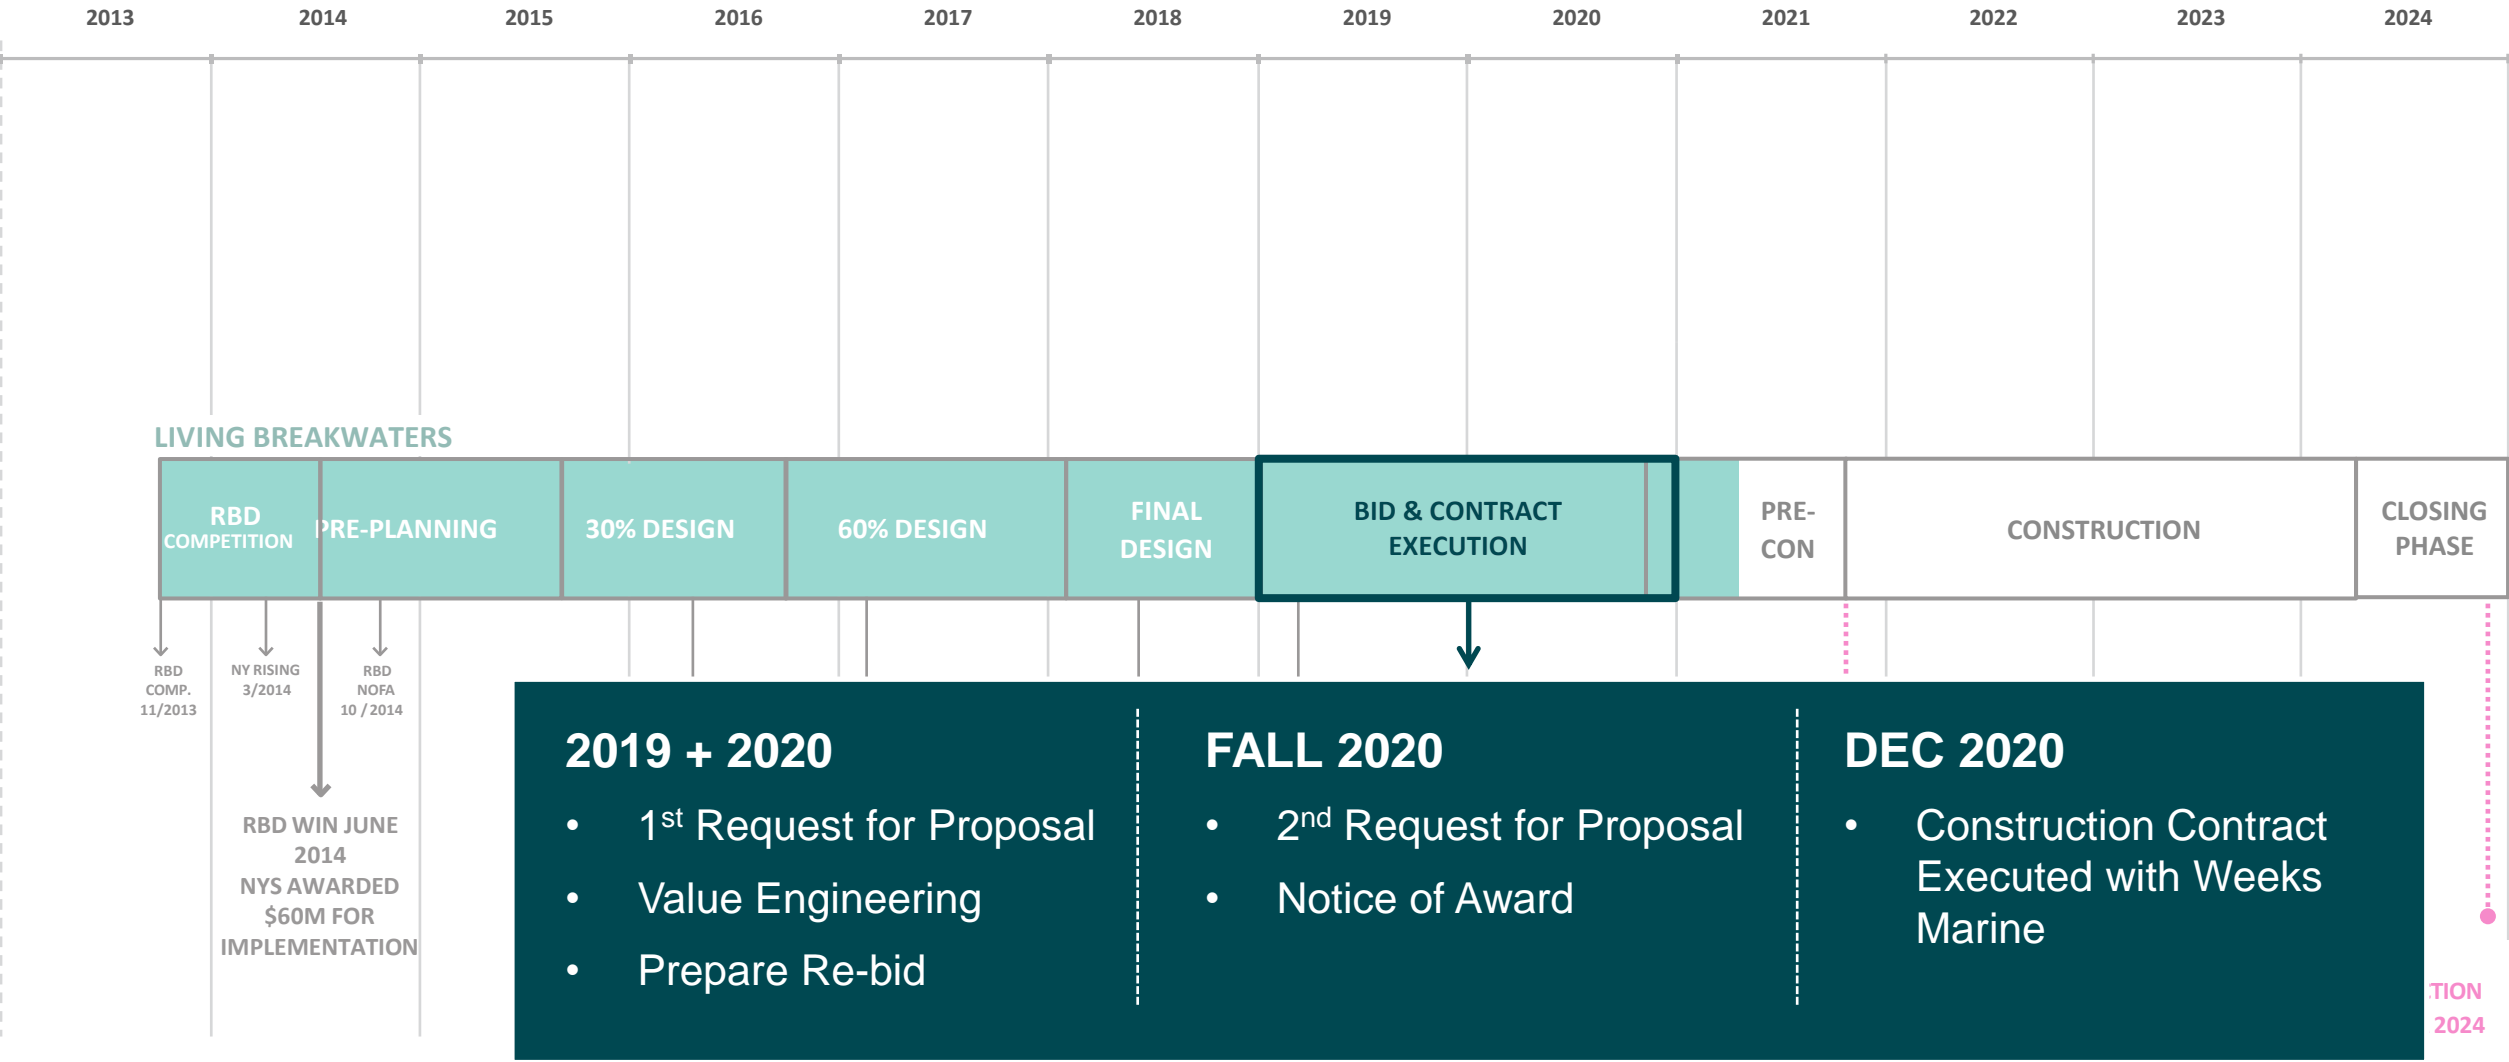 2013 2014 2015 2016 2017 2018 2019 2020 2021 2022 2023 2024
LIVING BREAKWATERS
RBD
COMPETITION
PRE-PLANNING
30% DESIGN
60% DESIGN
FINAL
DESIGN
BID & CONTRACT
EXECUTION
PRE-
CON
CONSTRUCTION
CLOSING
PHASE
RBD
COMP.
11/2013
NY RISING
3/2014
RBD
NOFA
10 / 2014
RBD WIN JUNE
2014
NYS AWARDED
$60M FOR
IMPLEMENTATION
2019 + 2020
• 1st Request for Proposal
• Value Engineering
• Prepare Re-bid
FALL 2020
• 2nd Request for Proposal
• Notice of Award
DEC 2020
• Construction Contract
Executed with Weeks
Marine
TION
2024